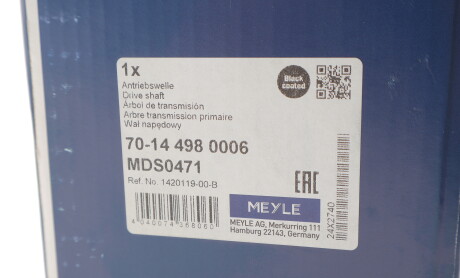 1x
Antriebswelle
Drive shaft
Árbol de transmisión
Arbre transmission primaire
Wał napędowy
Black
coated
70-14 498 0006
MDS0471
Ref. No. 1420119-00-B
EAC
MEYLE
MEYLE AG, Merkurring 111
Hamburg 22143, Germany
24X2740